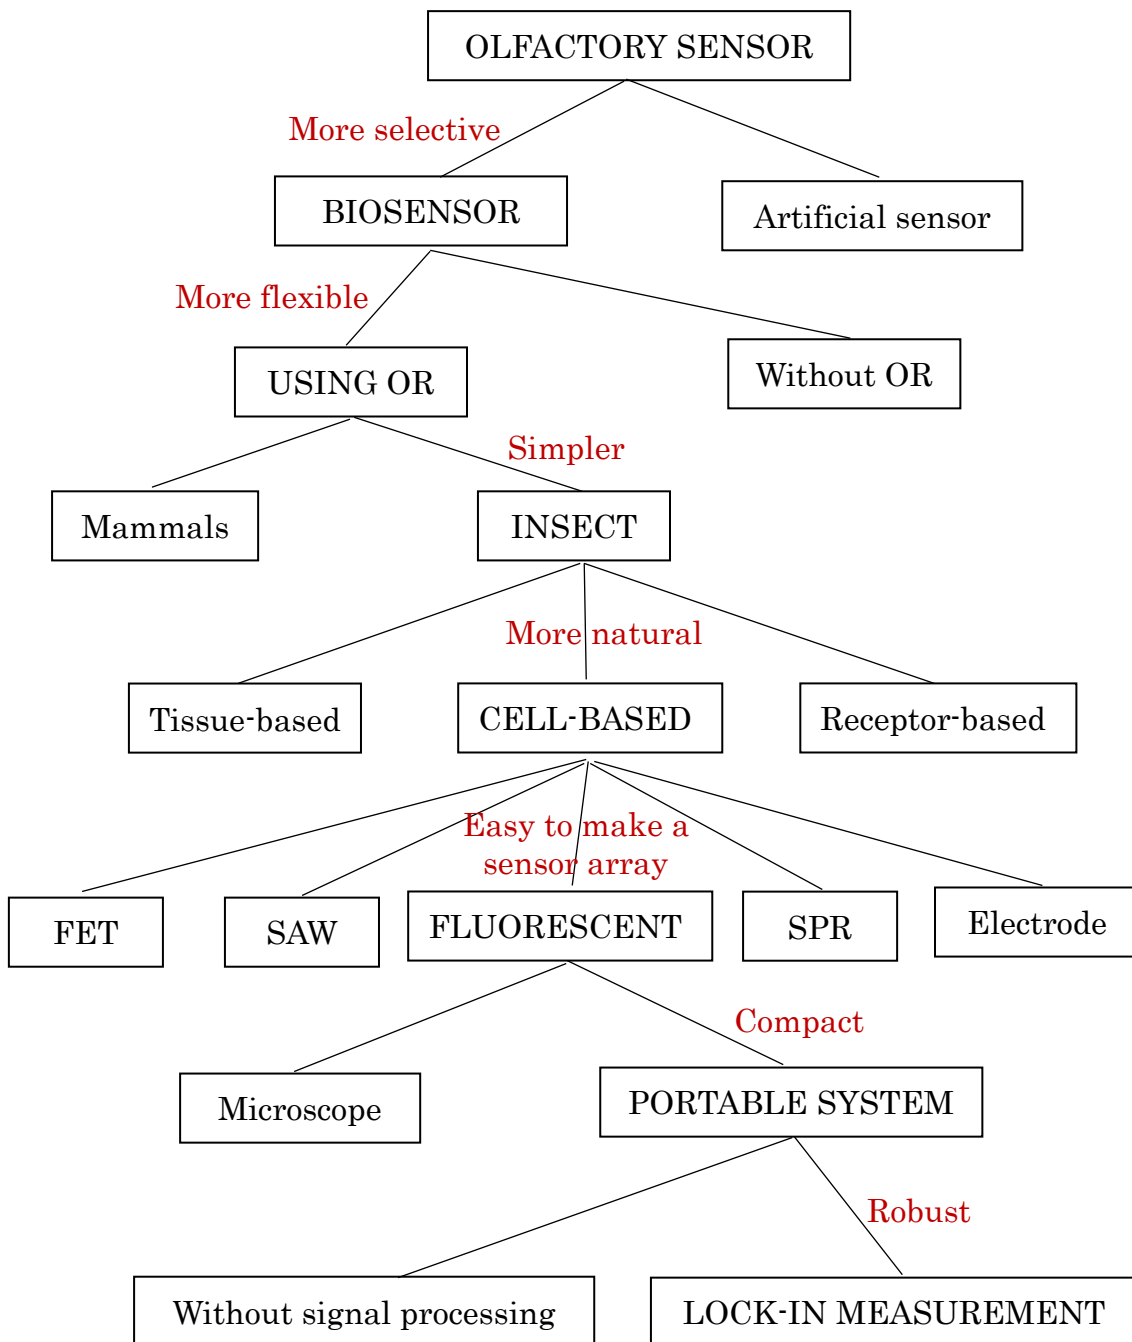 OLFACTORY SENSOR
More selective
BIOSENSOR
Artificial sensor
More flexible
USING OR
Without OR
Simpler
Mammals
INSECT
More natural
Tissue-based
CELL-BASED
Receptor-based
Easy to make a
sensor array
FET
SAW
FLUORESCENT
SPR
Electrode
Compact
Microscope
PORTABLE SYSTEM
Robust
Without signal processing
LOCK-IN MEASUREMENT